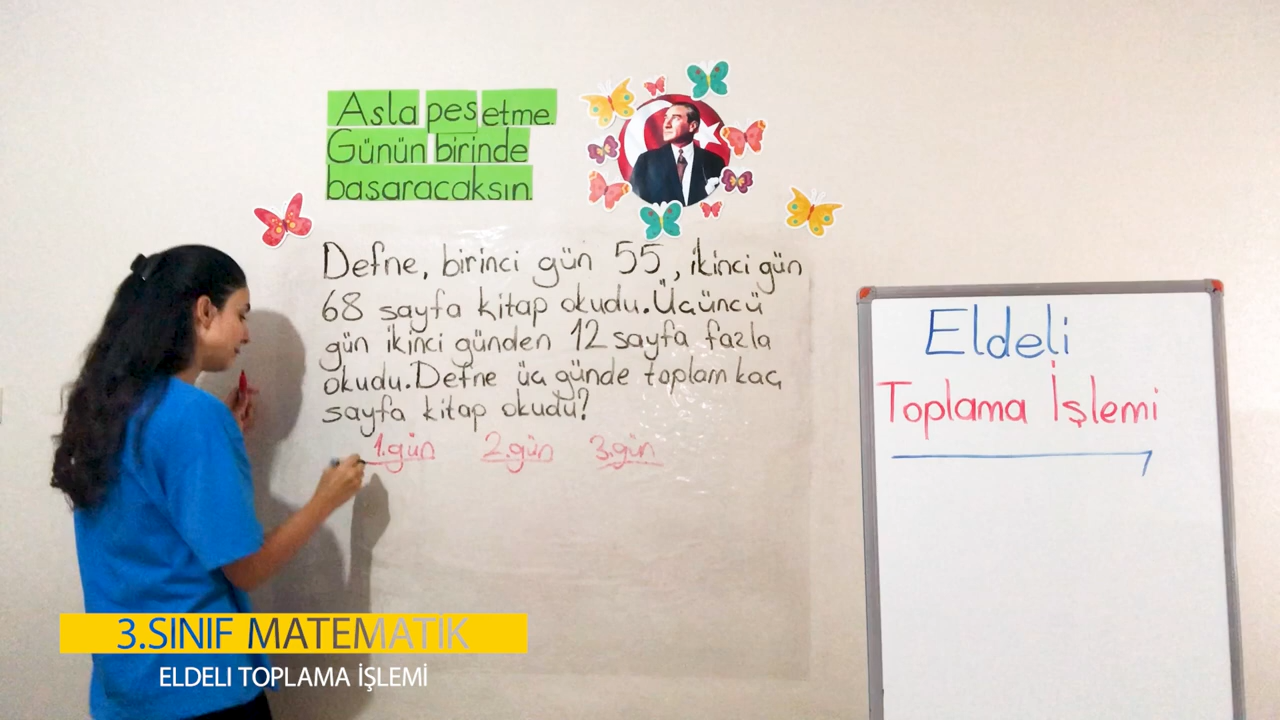 Asla pes etme.
Günün birinde
başaracaksın.
Defne, birinci gün 55, ikinci gün
68 sayfa kitap okudu. Üçüncü
gün ikinci günden 12 sayfa fazla
okudu. Defne üç günde toplam kaç
sayfa kitap okudu?
1.gün 2.gün 3.gün
Eldeli
Toplama İşlemi
3.SINIF MATEMATİK
ELDELI TOPLAMA İŞLEMİ